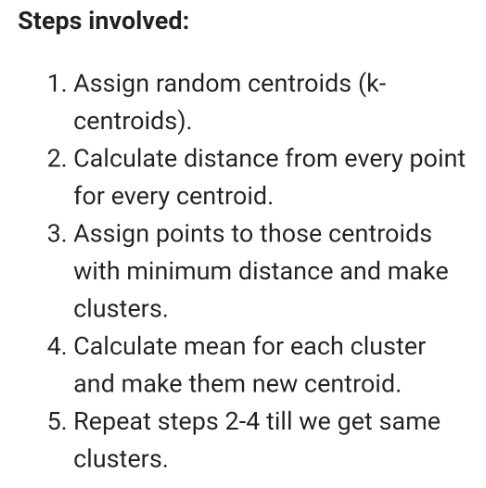 Steps involved:
1. Assign random centroids (k-
centroids).
2. Calculate distance from every point
for every centroid.
3. Assign points to those centroids
with minimum distance and make
clusters.
4. Calculate mean for each cluster
and make them new centroid.
5. Repeat steps 2-4 till we get same
clusters.